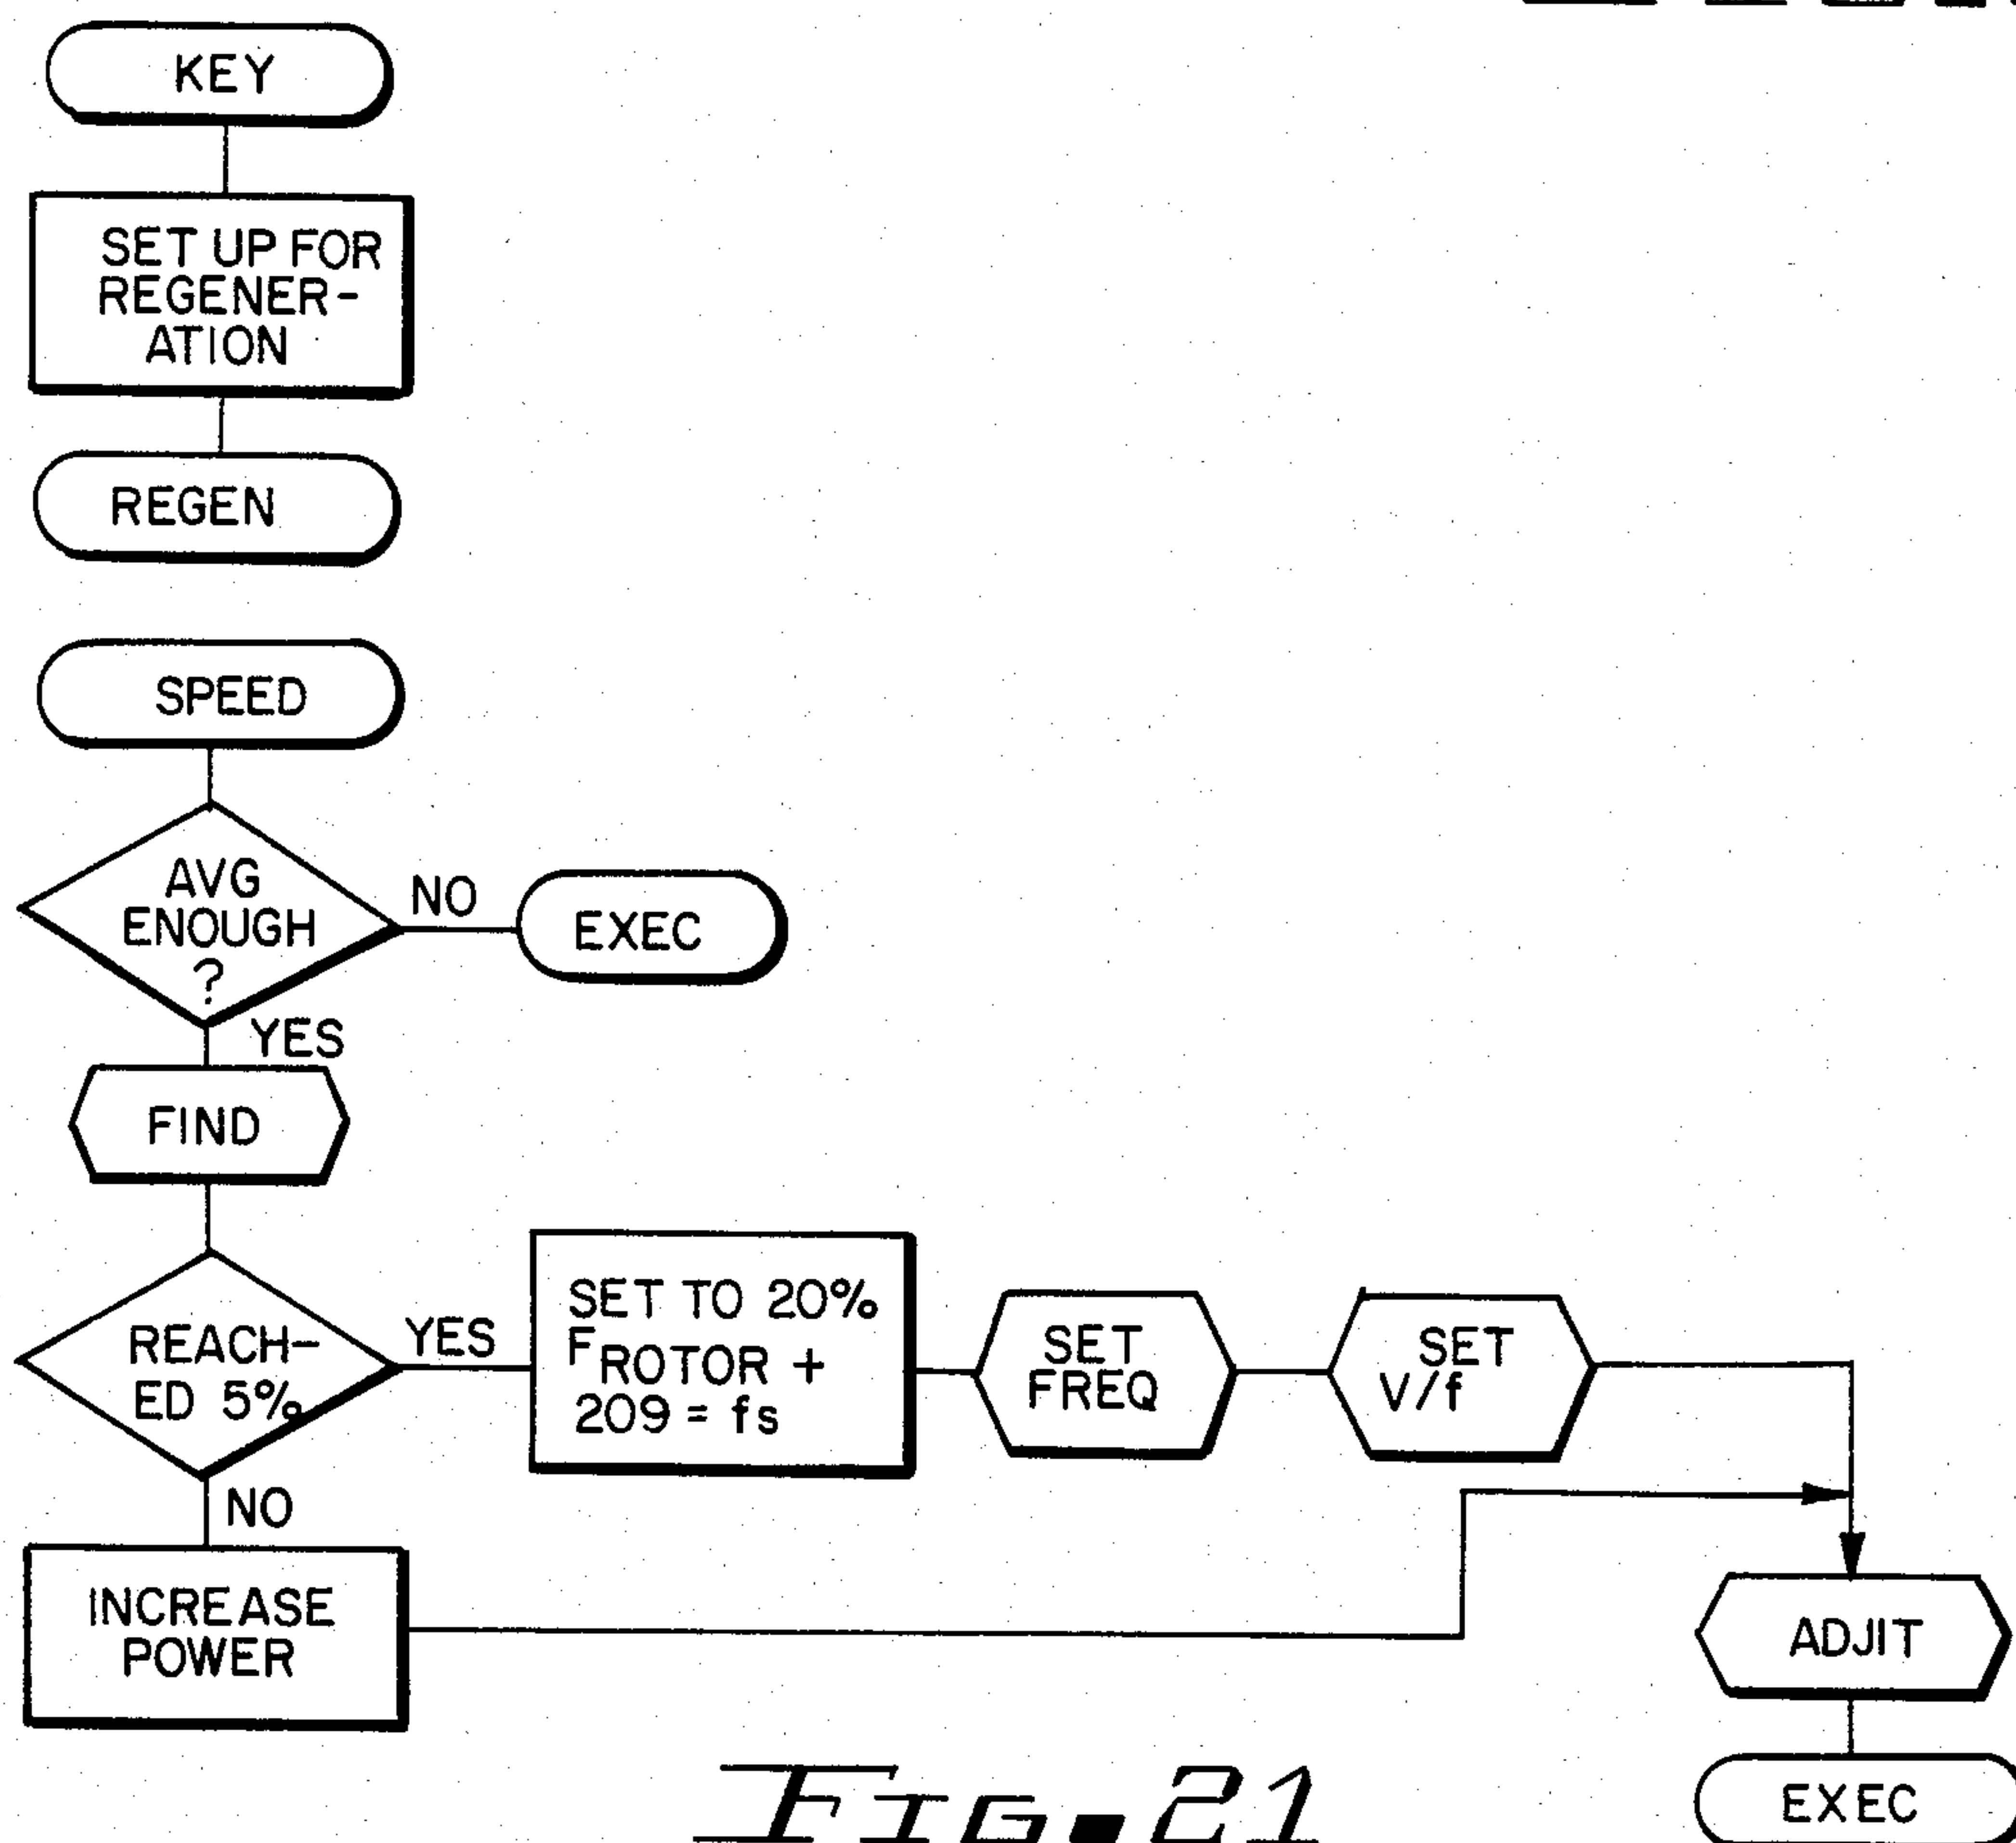 KEY
SET UP FOR
REGENER-
ATION
REGEN
SPEED
AVG
ENOUGH
?
NO
EXEC
YES
FIND
REACH-
ED 5%
YES
SET TO 20%
FROTOR +
209 = fs
SET
FREQ
SET
V/f
NO
INCREASE
POWER
ADJIT
EXEC
FIG. 21